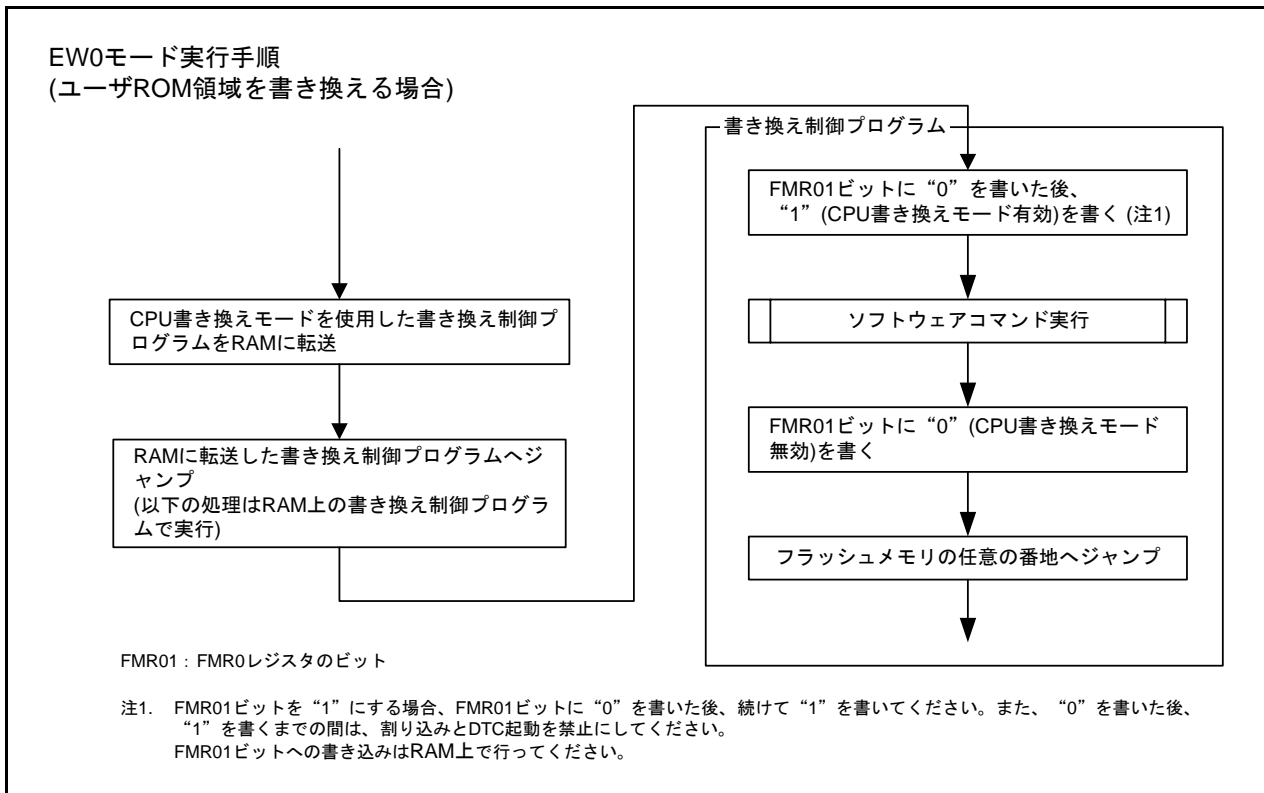 EW0モード実行手順
(ユーザROM領域を書き換える場合)
CPU書き換えモードを使用した書き換え制御プ
ログラムをRAMに転送
RAMに転送した書き換え制御プログラムへジ
ャンプ
(以下の処理はRAM上の書き換え制御プログラ
ムで実行)
書き換え制御プログラム
FMR01ビットに“0”を書いた後、
“1”(CPU書き換えモード有効)を書く (注1)
ソフトウェアコマンド実行
FMR01ビットに“0”(CPU書き換えモード
無効)を書く
フラッシュメモリの任意の番地へジャンプ
FMR01：FMR0レジスタのビット
注1. FMR01ビットを“1”にする場合、FMR01ビットに“0”を書いた後、続けて“1”を書いてください。また、“0”を書いた後、
“1”を書くまでの間は、割り込みとDTC起動を禁止にしてください。
FMR01ビットへの書き込みはRAM上で行ってください。